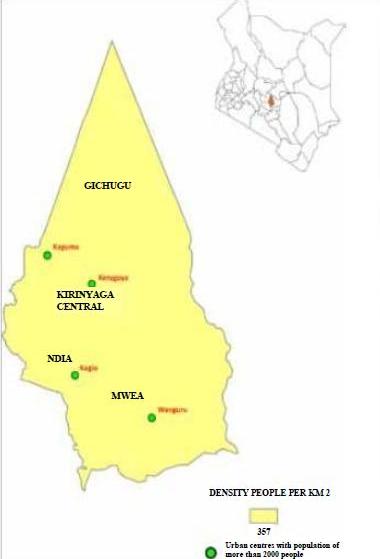 GICHUGU
Kagumo
Kerugoya
KIRINYAGA
CENTRAL
NDIA
Kagio
MWEA
Wanguru
DENSITY PEOPLE PER KM 2
357
Urban centres with population of
more than 2000 people